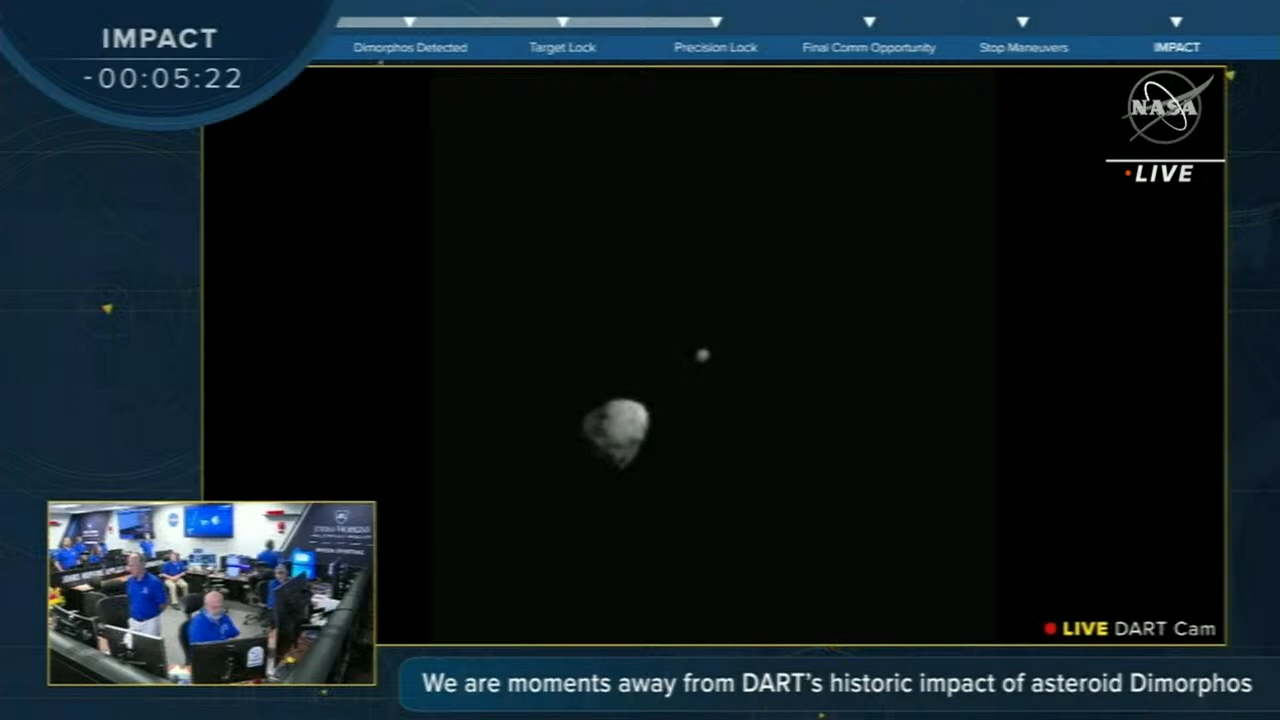 IMPACT
-00:05:22
Dimorphos Detected
Target Lock
Precision Lock
Final Comm Opportunity
Stop Maneuvers
IMPACT
NASA
LIVE
LIVE DART Cam
We are moments away from DART's historic impact of asteroid Dimorphos